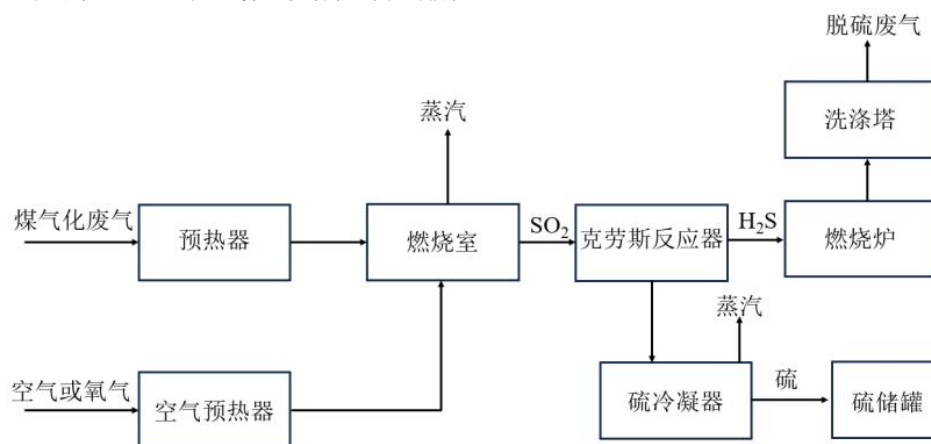 脱硫废气
洗涤塔
蒸汽
煤气化废气
预热器
燃烧室
SO₂
克劳斯反应器
H₂S
燃烧炉
蒸汽
空气或氧气
空气预热器
硫冷凝器
硫
硫储罐